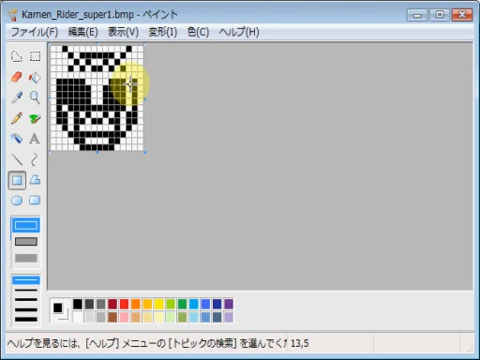 Kamen_Rider_super1.bmp - ペイント
ファイル(F) 編集(E) 表示(V) 変形(I) 色(C) ヘルプ(H)
A
ヘルプを見るには、[ヘルプ] メニューの [トピックの検索] を選んでくだ 13,5